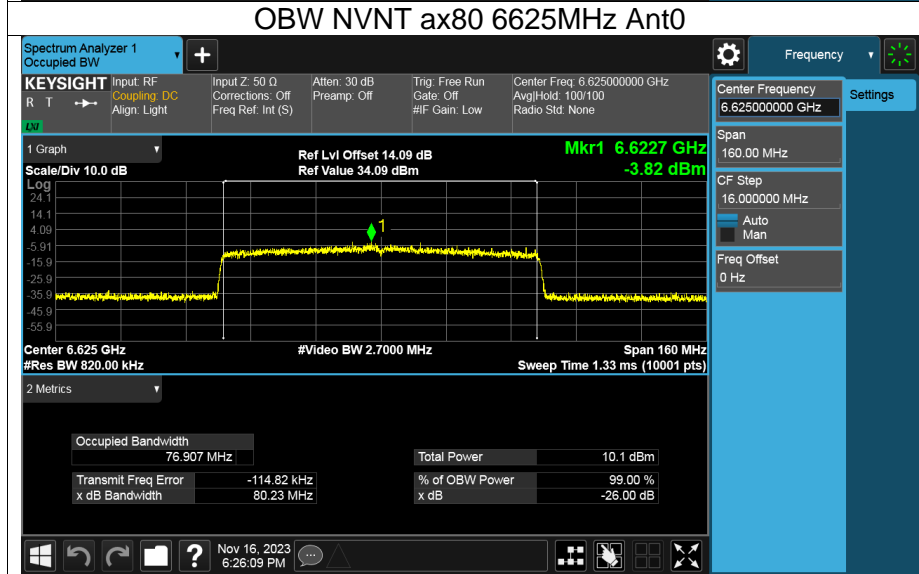 OBW NVNT ax80 6625MHz Ant0
Spectrum Analyzer 1
Occupied BW
+
Frequency
KEYSIGHT
R T
LXI
Input: RF
Coupling: DC
Align: Light
Input Z: 50 Ω
Corrections: Off
Freq Ref: Int (S)
Atten: 30 dB
Preamp: Off
Trig: Free Run
Gate: Off
#IF Gain: Low
Center Freq: 6.625000000 GHz
Avg|Hold: 100/100
Radio Std: None
Center Frequency
6.625000000 GHz
Settings
Span
160.00 MHz
CF Step
16.000000 MHz
Auto
Man
Freq Offset
0 Hz
1 Graph
Ref Lvl Offset 14.09 dB
Mkr1 6.6227 GHz
Scale/Div 10.0 dB
Ref Value 34.09 dBm
-3.82 dBm
Log
24.1
14.1
4.09
-5.91
-15.9
-25.9
-35.9
-45.9
-55.9
1
Center 6.625 GHz
#Video BW 2.7000 MHz
Span 160 MHz
#Res BW 820.00 kHz
Sweep Time 1.33 ms (10001 pts)
2 Metrics
Occupied Bandwidth
76.907 MHz
Total Power 10.1 dBm
Transmit Freq Error -114.82 kHz
% of OBW Power 99.00 %
x dB Bandwidth 80.23 MHz
x dB -26.00 dB
?
Nov 16, 2023
6:26:09 PM